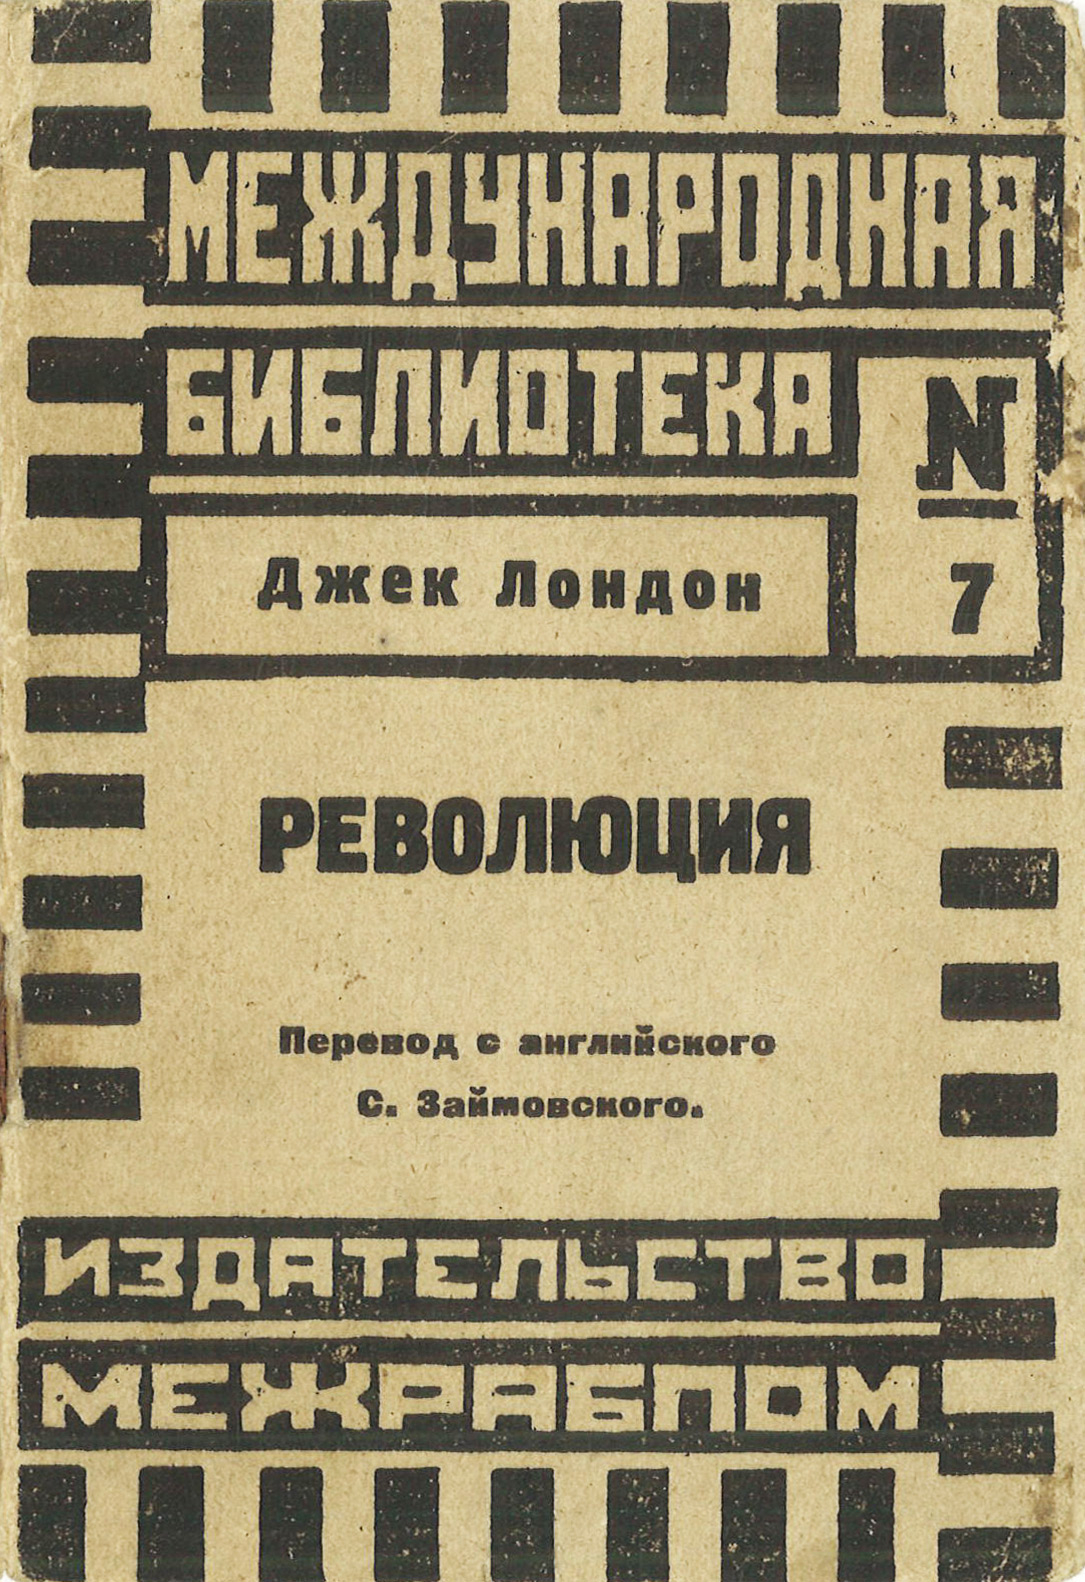 МЕЖДУНАРОДНАЯ
БИБЛИОТЕКА
N
7
Джек Лондон
РЕВОЛЮЦИЯ
Перевод с английского
С. Займовского.
ИЗДАТЕЛЬСТВО
МЕЖРАБПОМ